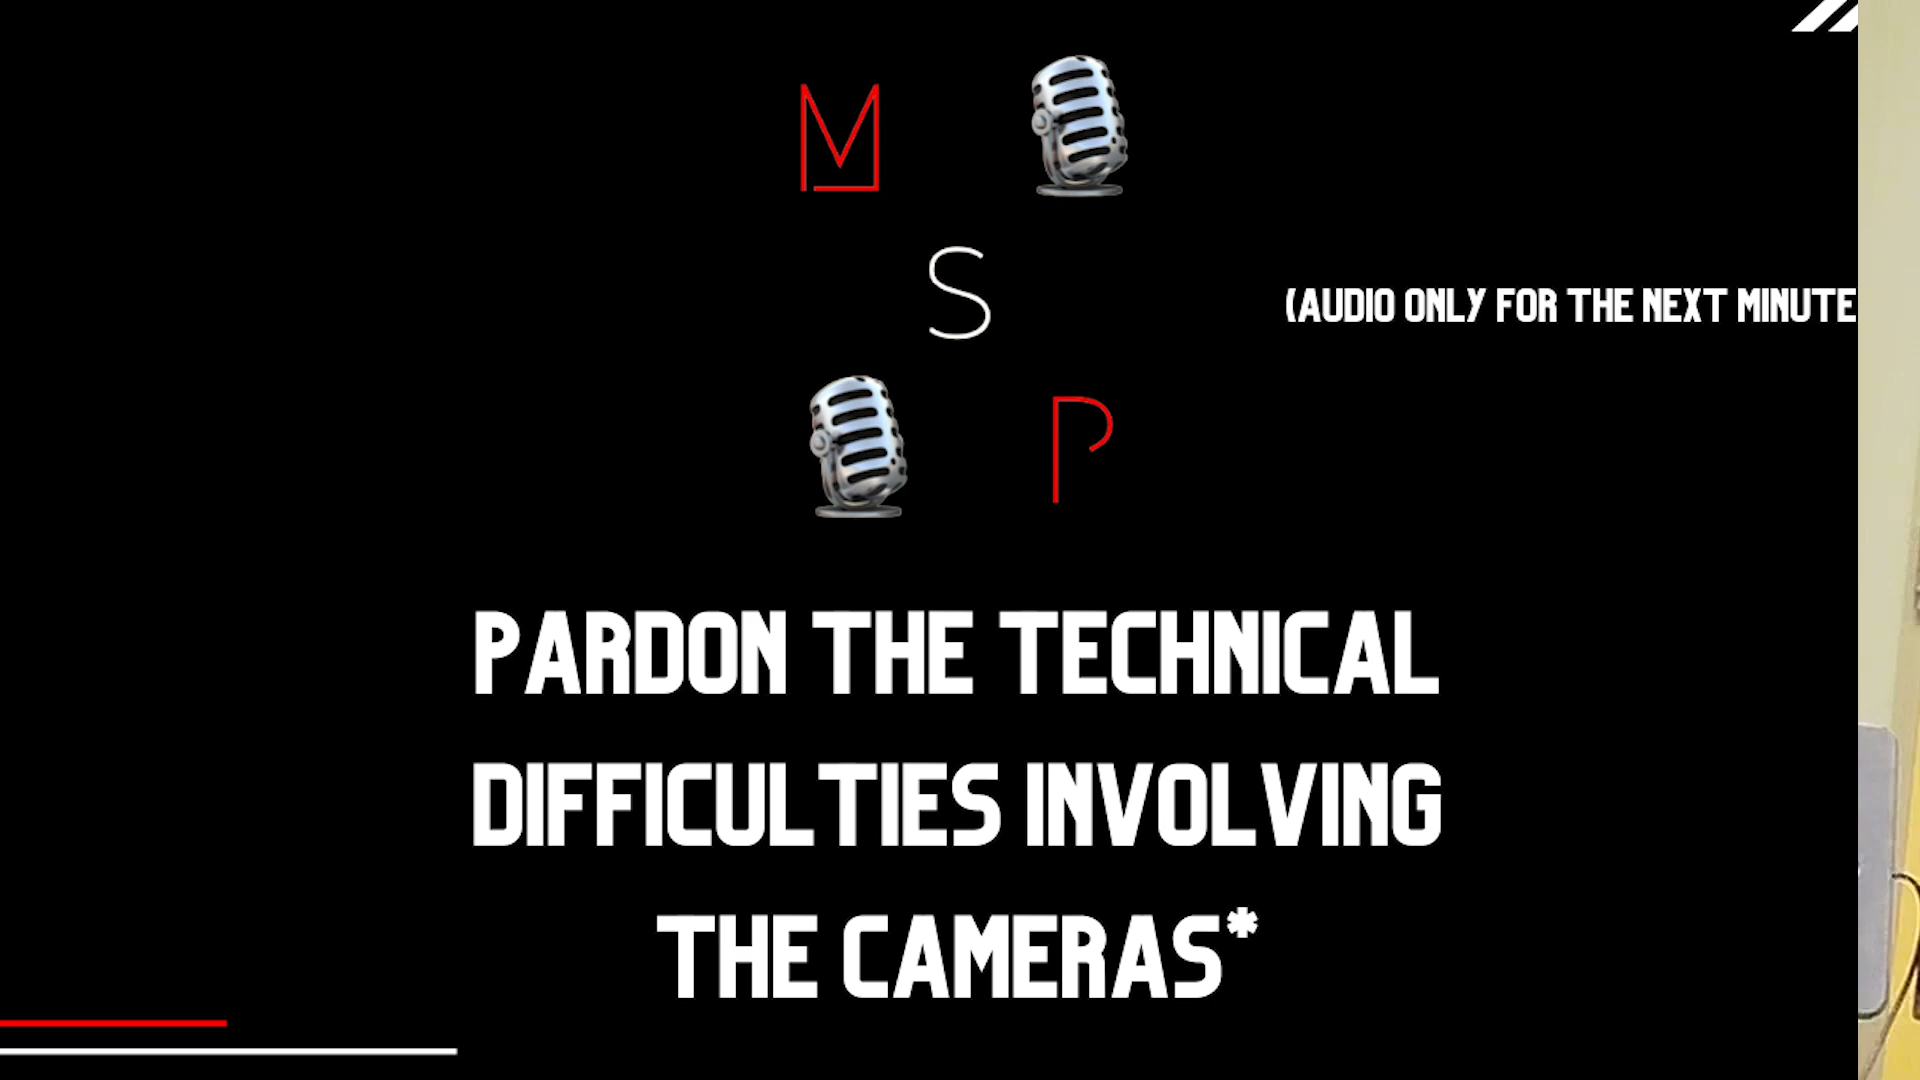 M
S
P
(AUDIO ONLY FOR THE NEXT MINUTE
PARDON THE TECHNICAL
DIFFICULTIES INVOLVING
THE CAMERAS*